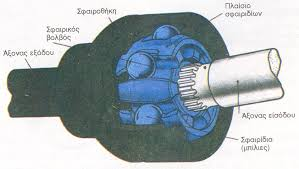 Σφαιροθήκη
Πλαίσιο
σφαιριδίων
Σφαιρικός
βολβός
Άξονας εξόδου
Άξονας εισόδου
Σφαιρίδια
(μπίλιες)